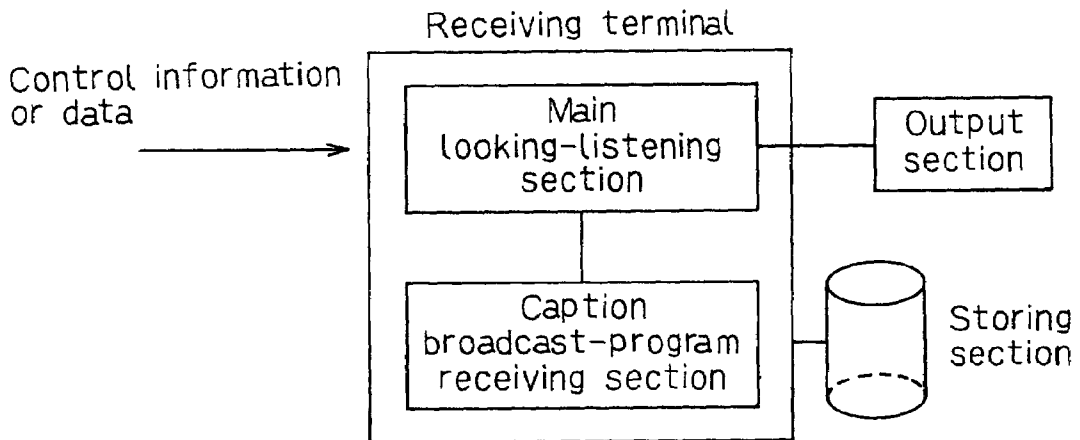 Receiving terminal
Control information
or data
Main
looking-listening
section
Output
section
Caption
broadcast-program
receiving section
Storing
section